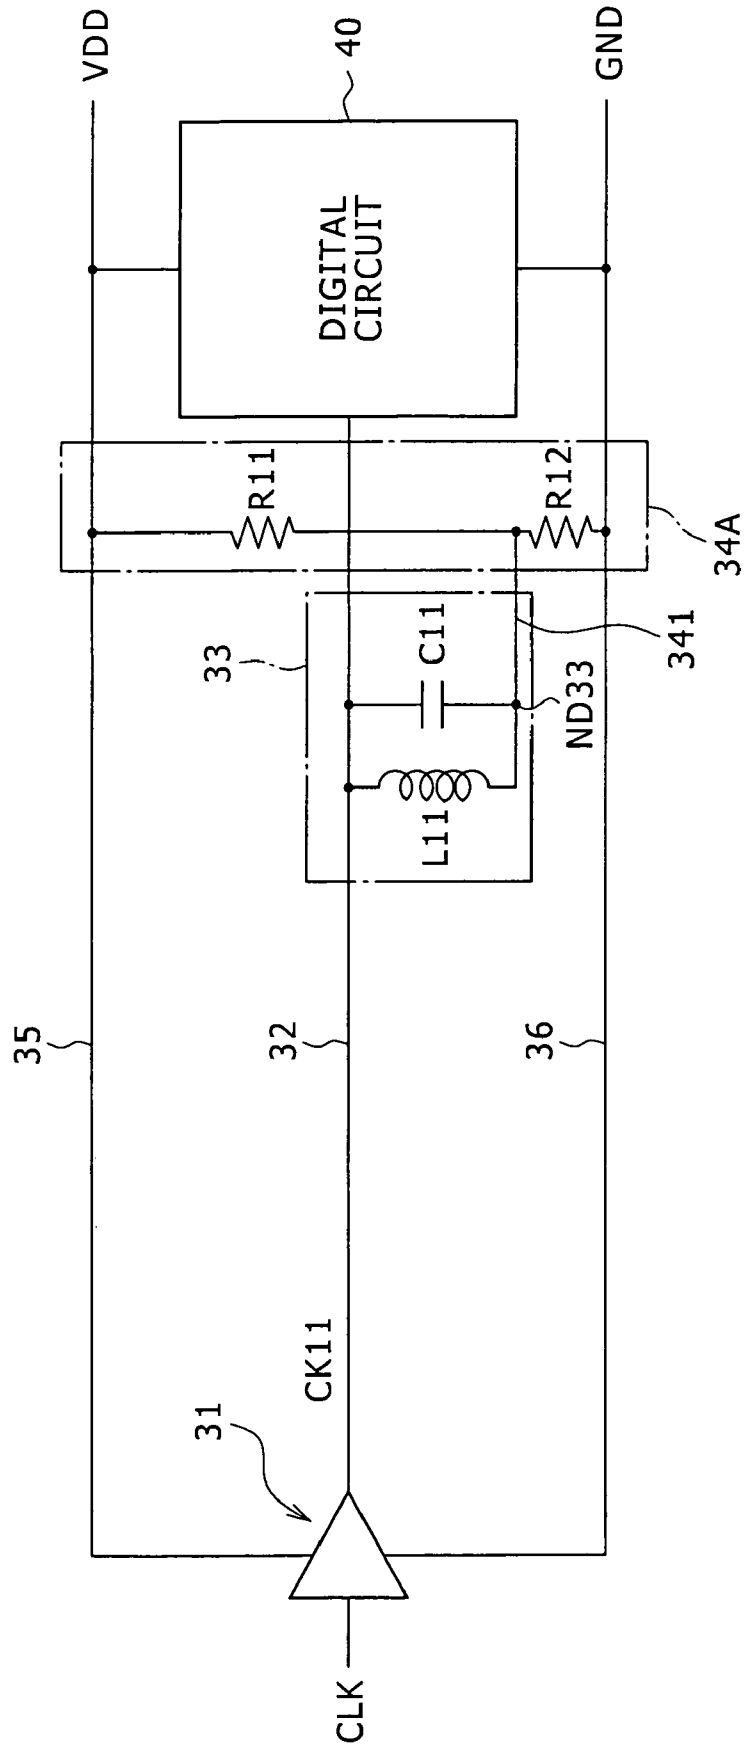 VDD
35
31
CLK
CK11
32
33
L11
C11
R11
R12
DIGITAL
CIRCUIT
40
36
ND33
341
34A
GND